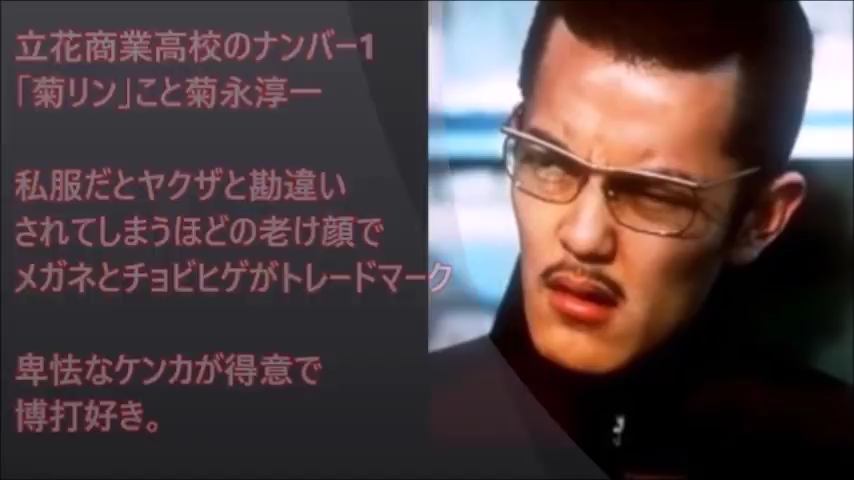 立花商業高校のナンバー1
「菊リン」こと菊永淳一
私服だとヤクザと勘違い
されてしまうほどの老け顔で
メガネとチョビヒゲがトレードマーク
卑怯なケンカが得意で
博打好き。